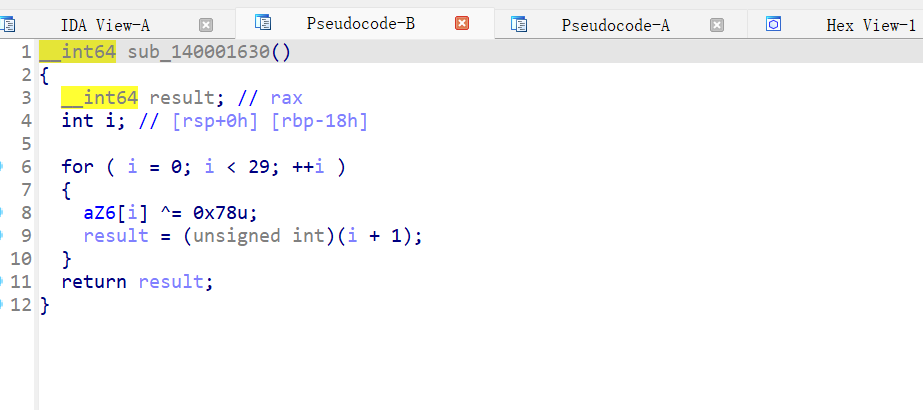 IDA View-A Pseudocode-B Pseudocode-A Hex View-1
1 __int64 sub_140001630()
2 {
3   __int64 result; // rax
4   int i; // [rsp+0h] [rbp-18h]
5
6   for ( i = 0; i < 29; ++i )
7   {
8     aZ6[i] ^= 0x78u;
9     result = (unsigned int)(i + 1);
10   }
11   return result;
12 }